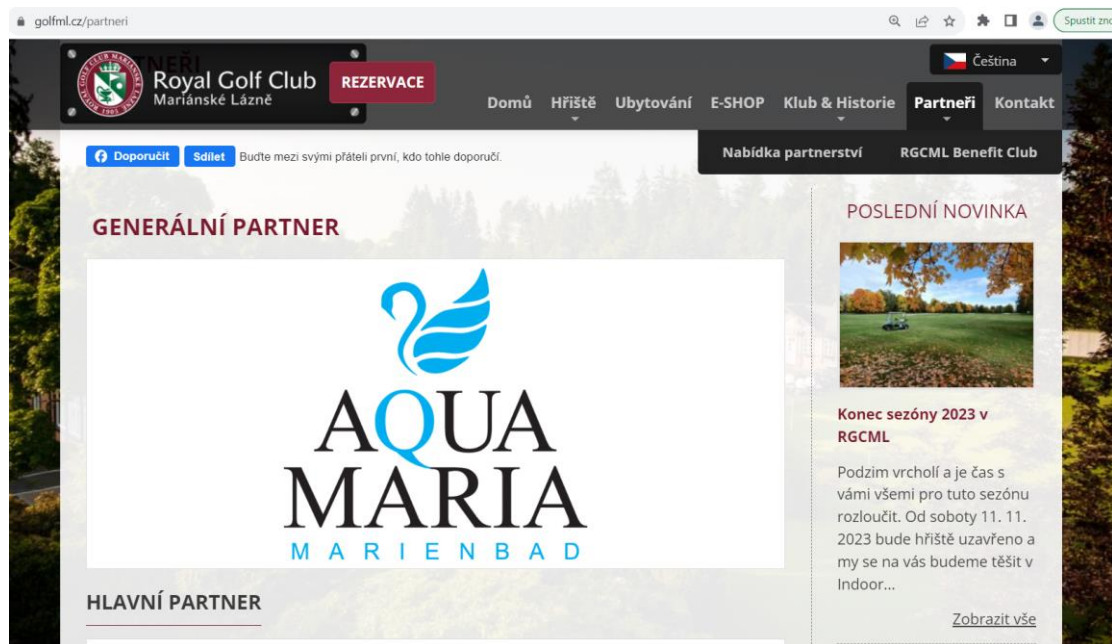 golfml.cz/partneri
Spustit zno
Royal Golf Club
Mariánské Lázně
REZERVACE
Čeština
Domů Hřiště Ubytování E-SHOP Klub & Historie Partneři Kontakt
Doporučit Sdílet Buďte mezi svými přáteli první, kdo tohle doporučí.
Nabídka partnerství RGCML Benefit Club
GENERÁLNÍ PARTNER
AQUA
MARIA
MARIENBAD
HLAVNÍ PARTNER
POSLEDNÍ NOVINKA
Konec sezóny 2023 v
RGCML
Podzim vrcholí a je čas s
vámi všemi pro tuto sezónu
rozloučit. Od soboty 11. 11.
2023 bude hřiště uzavřeno a
my se na vás budeme těšit v
Indoor...
Zobrazit vše